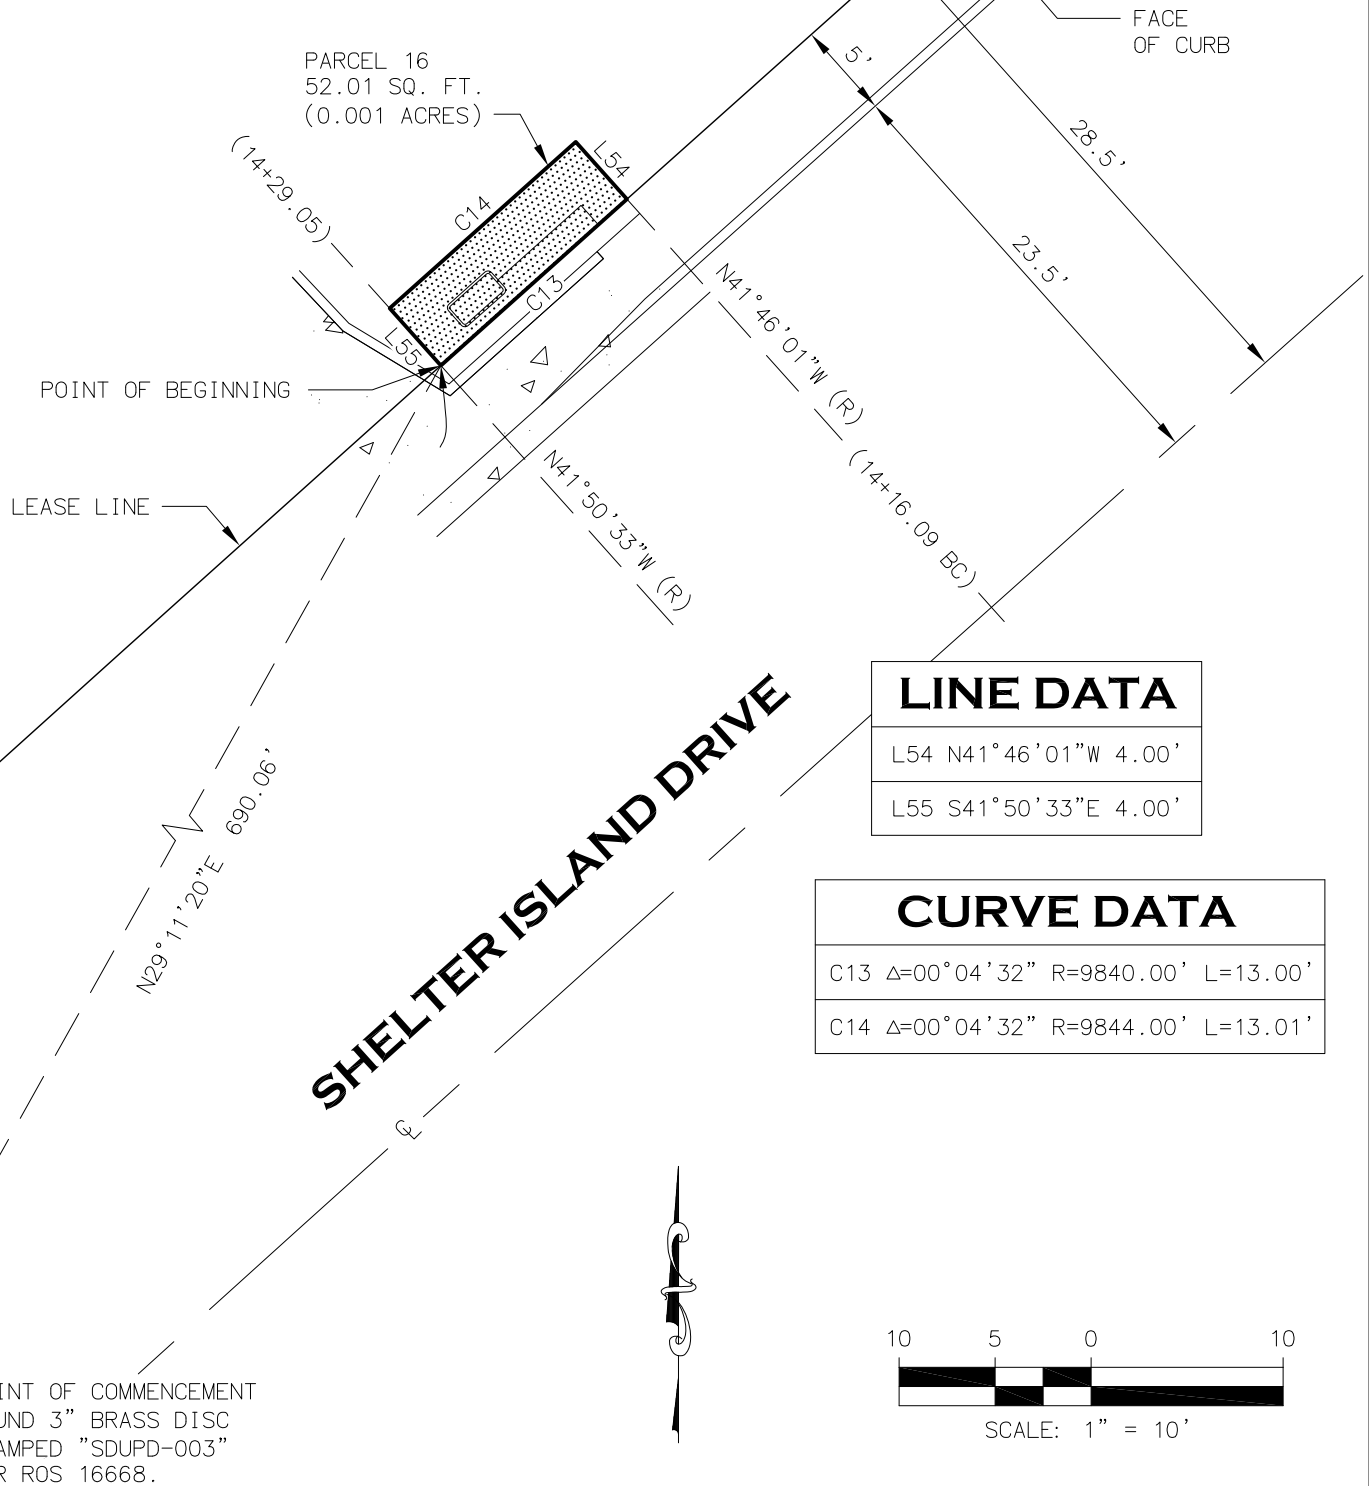 FACE
OF CURB
PARCEL 16
52.01 SQ. FT.
(0.001 ACRES)
5'
28.5'
23.5'
(14+29.05)
L54
C14
C13
L55
N41°46'01"W (R)
(14+16.09 BC)
POINT OF BEGINNING
N41°50'33"W (R)
LEASE LINE
N29°11'20"E 690.06'
SHELTER ISLAND DRIVE
LINE DATA
L54 N41°46'01"W 4.00'
L55 S41°50'33"E 4.00'
CURVE DATA
C13 Δ=00°04'32" R=9840.00' L=13.00'
C14 Δ=00°04'32" R=9844.00' L=13.01'
℄
10 5 0 10
SCALE: 1" = 10'
INT OF COMMENCEMENT
UND 3" BRASS DISC
AMPED "SDUPD-003"
R ROS 16668.